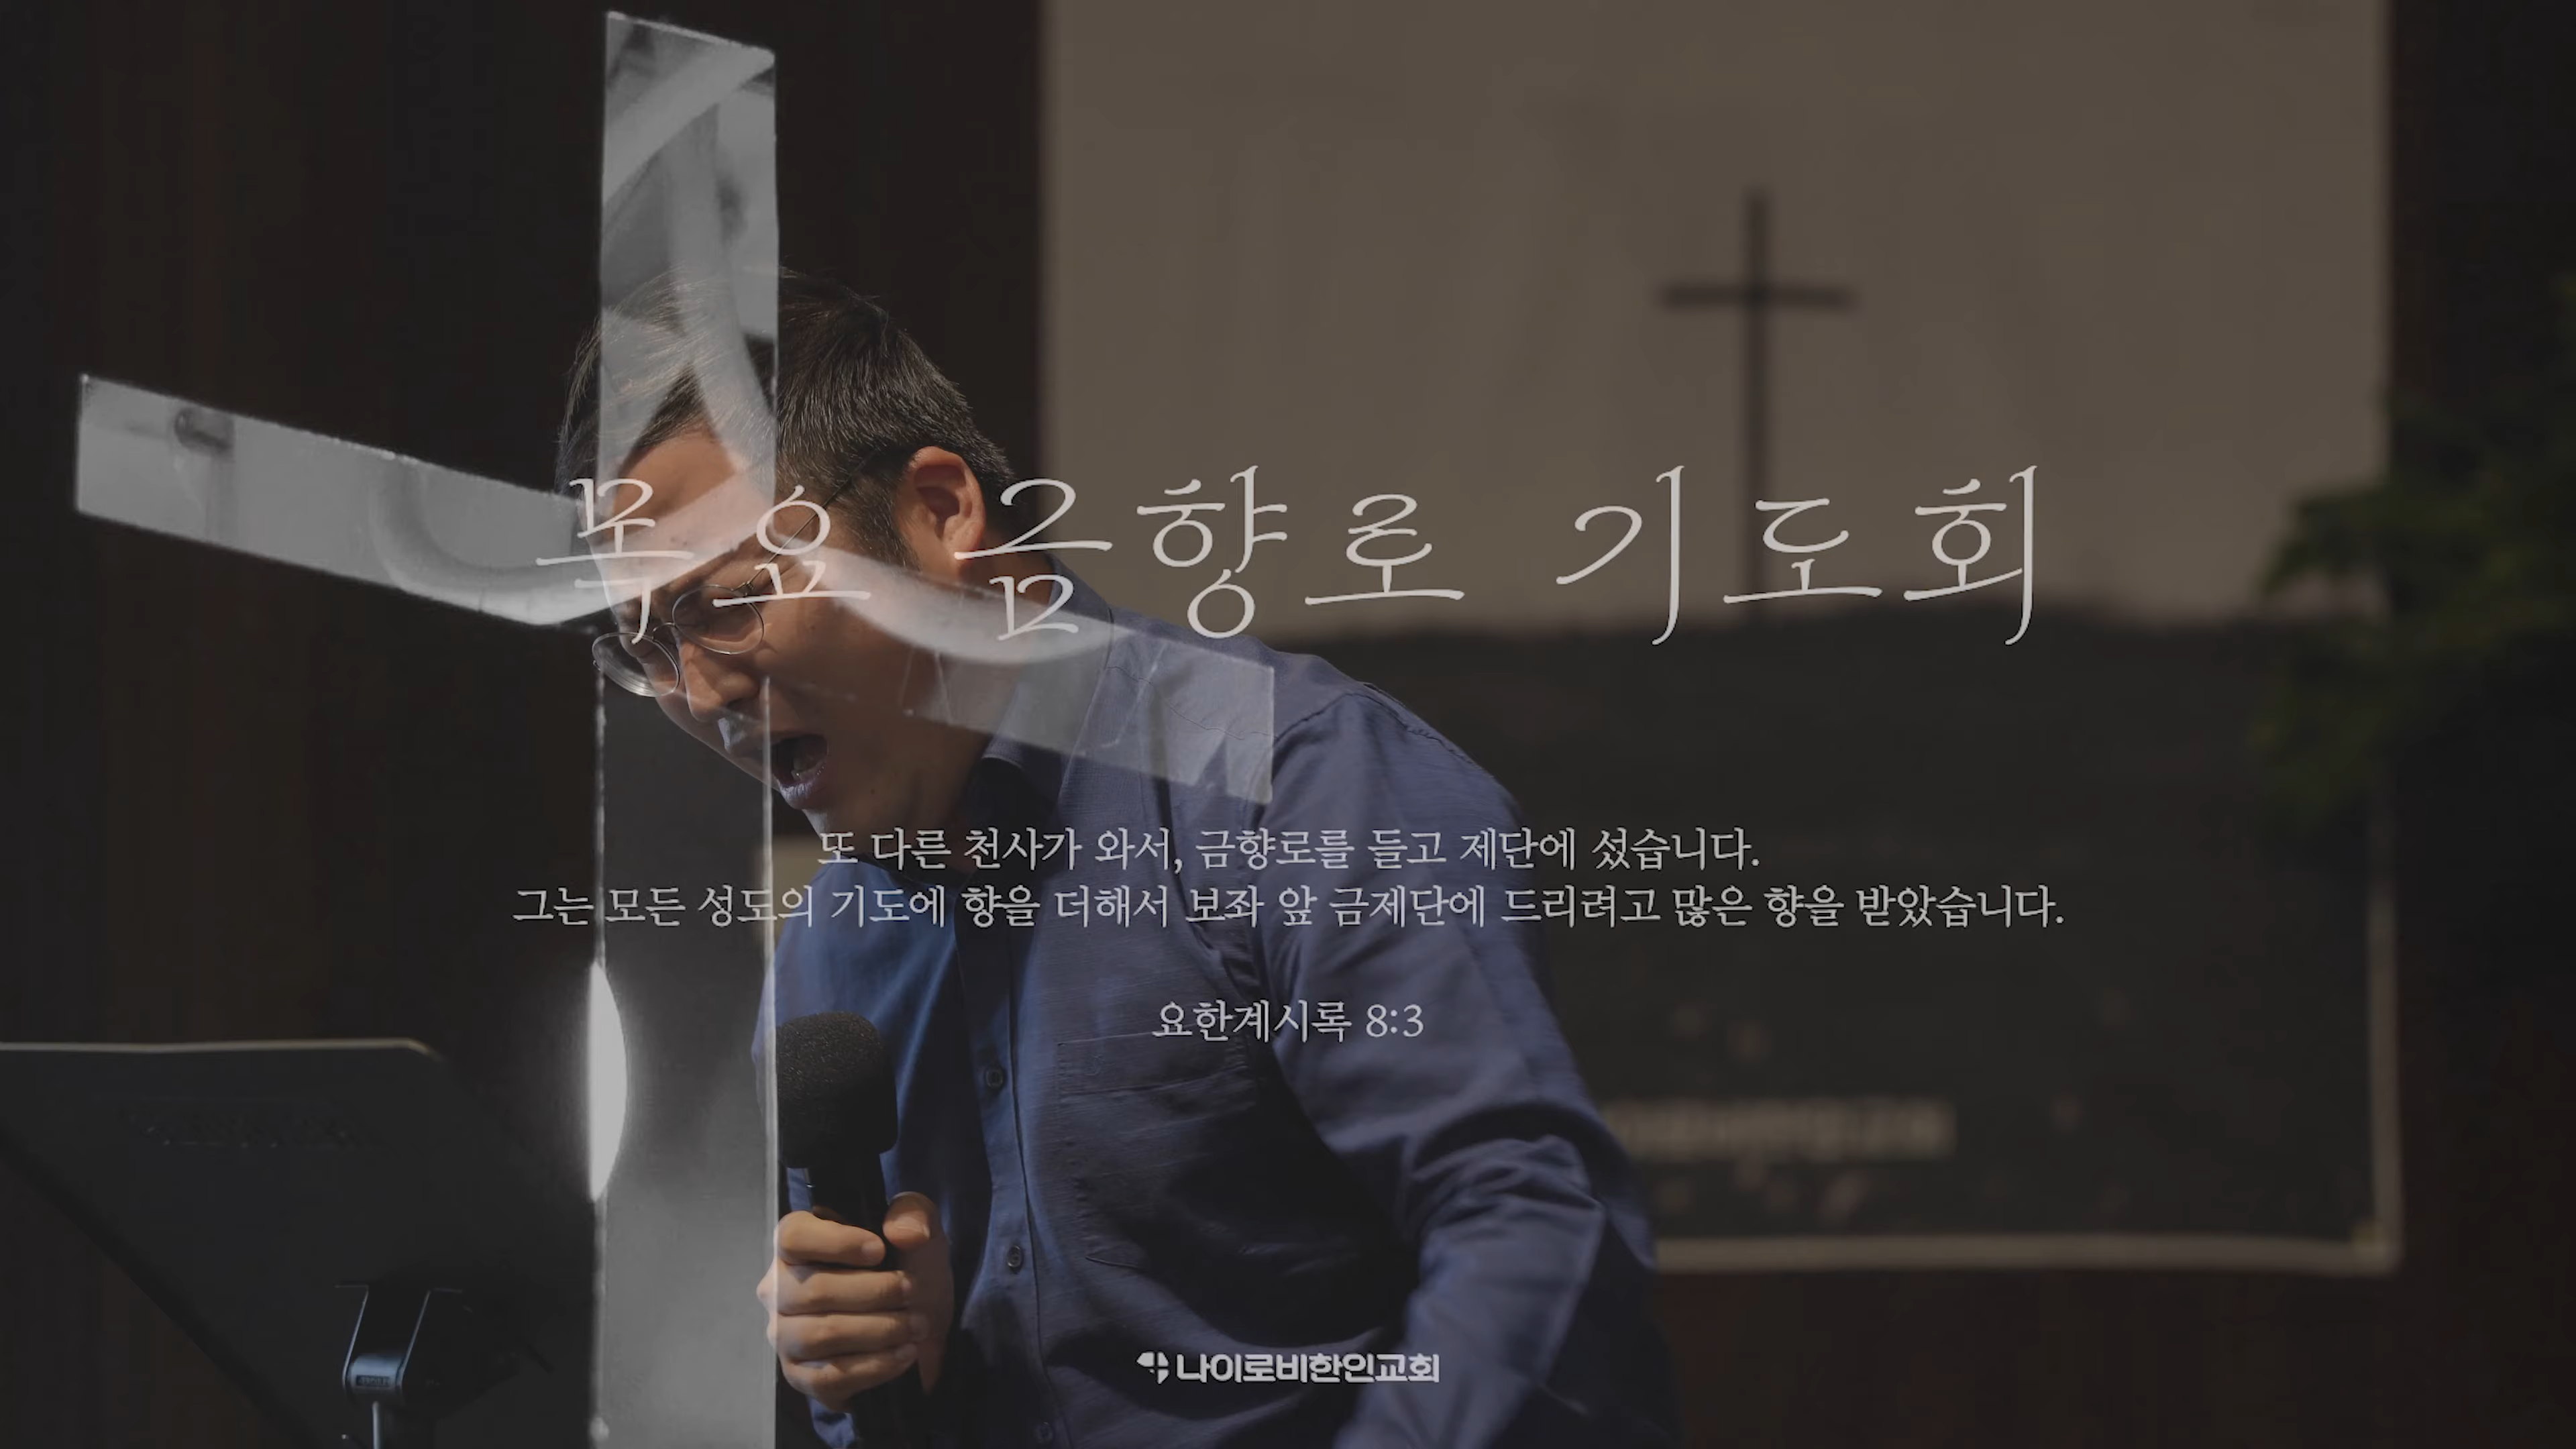 목요 금향로 기도회
또 다른 천사가 와서, 금향로를 들고 제단에 섰습니다.
그는 모든 성도의 기도에 향을 더해서 보좌 앞 금제단에 드리려고 많은 향을 받았습니다.
요한계시록 8:3
나이로비한인교회